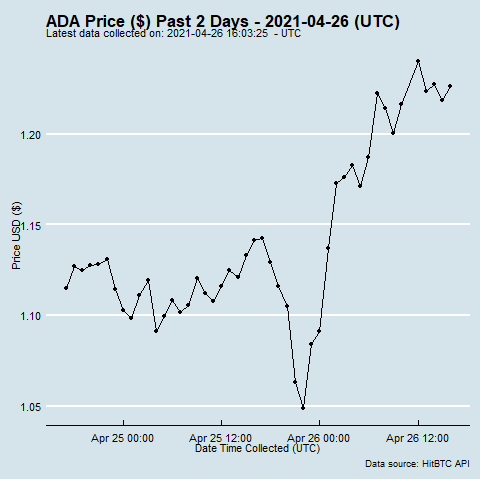 ADA Price ($) Past 2 Days - 2021-04-26 (UTC)
Latest data collected on: 2021-04-26 16:03:25 - UTC
Price USD ($)
1.20
1.15
1.10
1.05
Apr 25 00:00 Apr 25 12:00 Apr 26 00:00 Apr 26 12:00
Date Time Collected (UTC)
Data source: HitBTC API